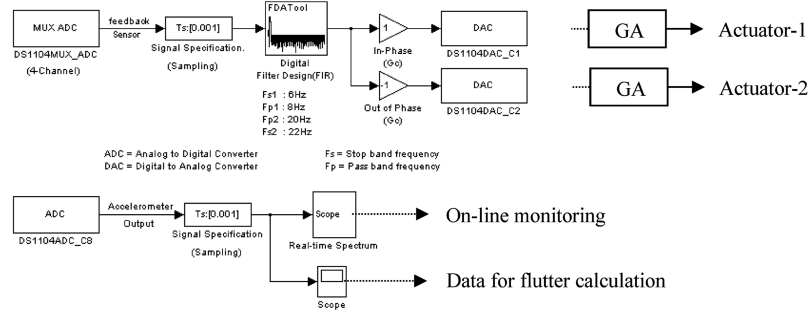 MUX ADC
DS1104MUX_ADC
(4-Channel)
feedback
Sensor
Ts:[0.001]
Signal Specification.
(Sampling)
FDATool
Digital
Filter Design(FIR)
Fs1 : 6Hz
Fp1 : 8Hz
Fp2 : 20Hz
Fs2 : 22Hz
1
In-Phase
(Go)
DAC
DS1104DAC_C1
GA
Actuator-1
-1
Out of Phase
(Go)
DAC
DS1104DAC_C2
GA
Actuator-2
ADC = Analog to Digital Converter
DAC = Digital to Analog Converter
Fs = Stop band frequency
Fp = Pass band frequency
ADC
DS1104ADC_C8
Accelerometer
Output
Ts:[0.001]
Signal Specification
(Sampling)
Scope
Real-time Spectrum
On-line monitoring
Scope
Data for flutter calculation